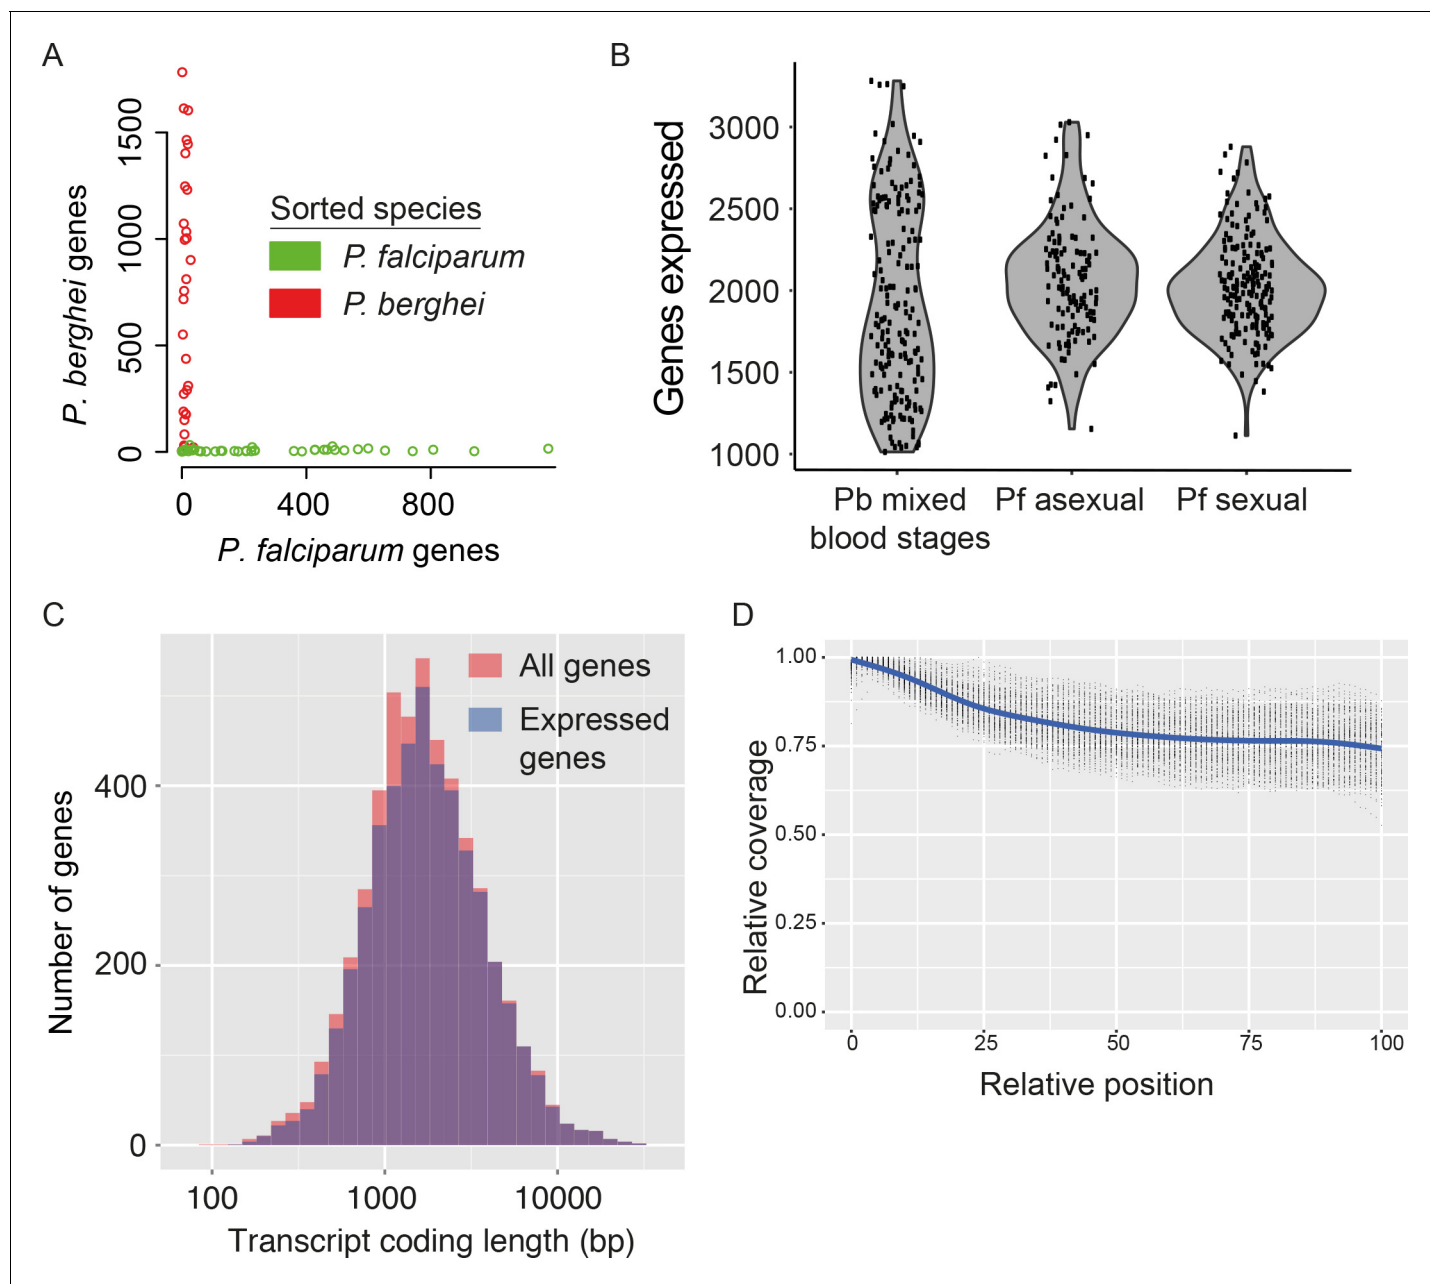 A
P. berghei genes
0
500
1000
1500
Sorted species
P. falciparum
P. berghei
0
400
800
P. falciparum genes
B
Genes expressed
3000
2500
2000
1500
1000
Pb mixed
blood stages
Pf asexual
Pf sexual
C
Number of genes
400
200
0
All genes
Expressed
genes
100
1000
10000
Transcript coding length (bp)
D
Relative coverage
1.00
0.75
0.50
0.25
0.00
0
25
50
75
100
Relative position